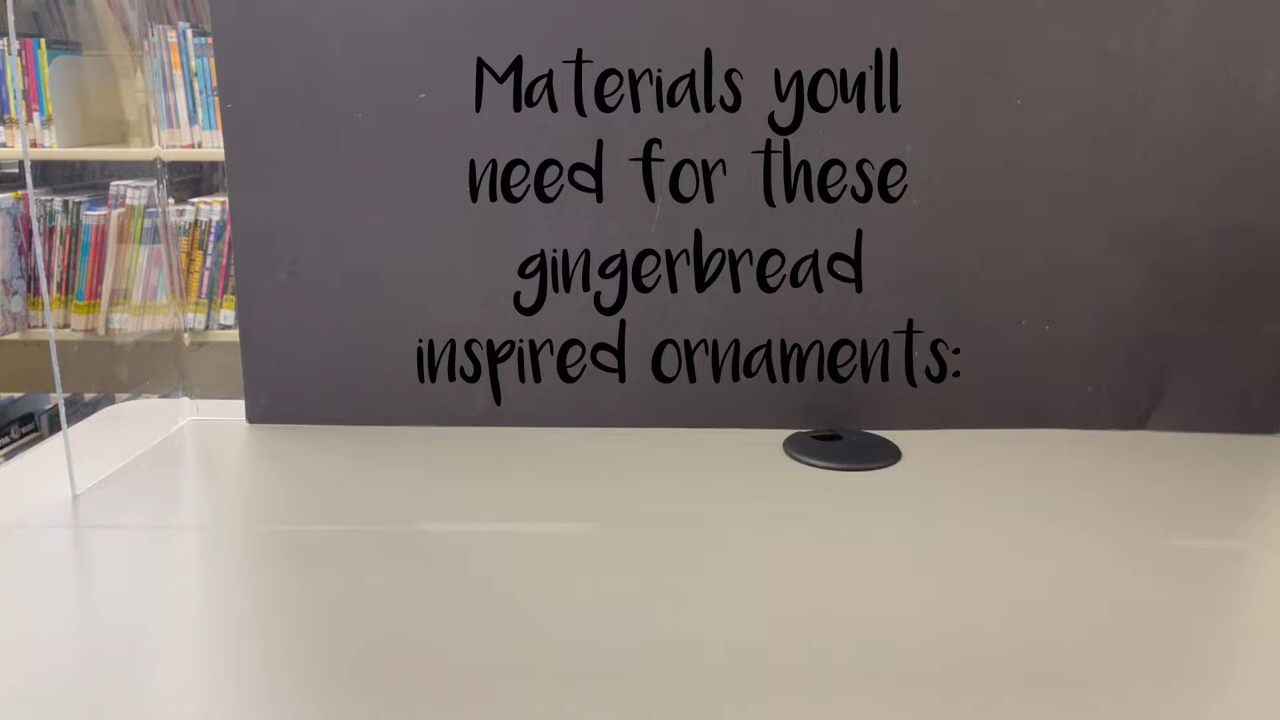 Materials you'll
need for these
gingerbread
inspired ornaments: